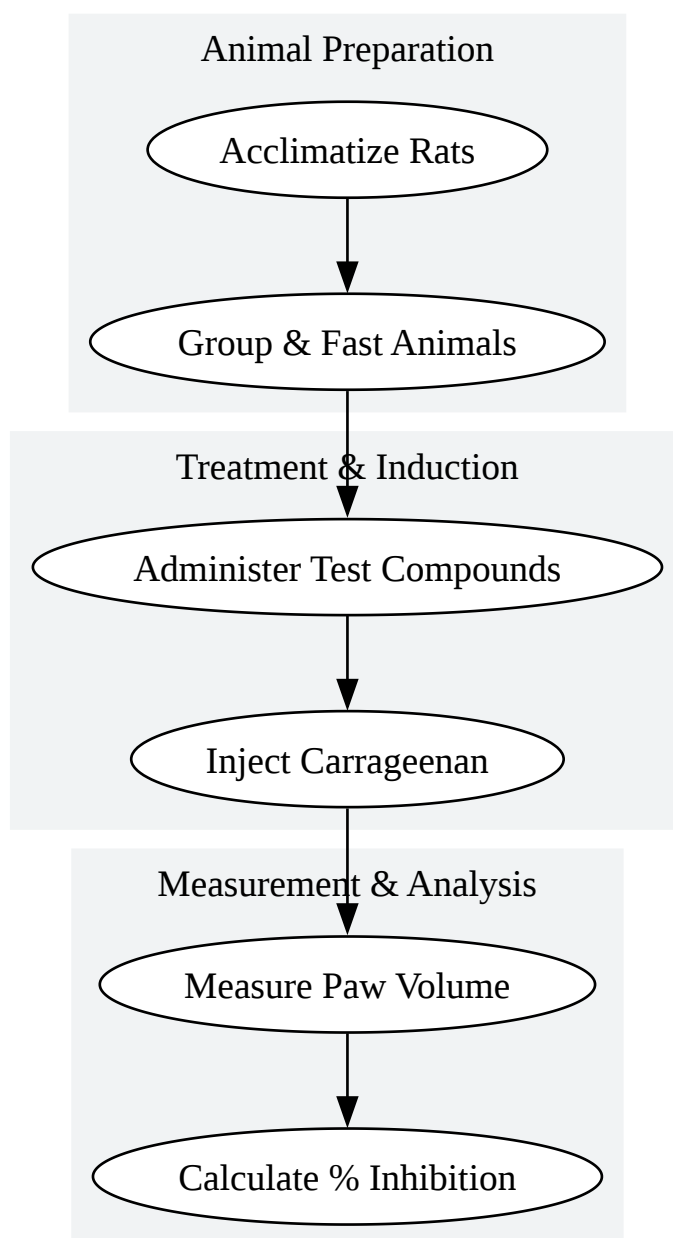 Animal Preparation
Acclimatize Rats
Group & Fast Animals
Treatment & Induction
Administer Test Compounds
Inject Carrageenan
Measurement & Analysis
Measure Paw Volume
Calculate % Inhibition